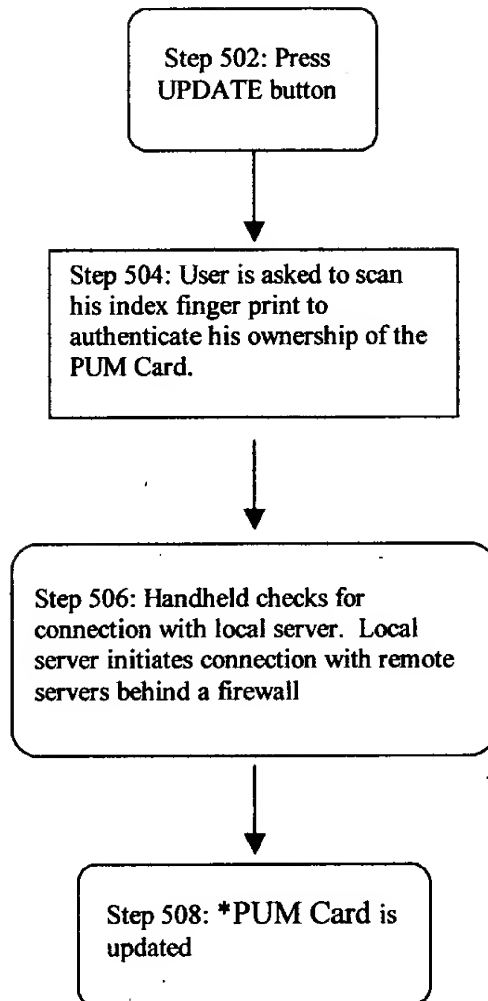 Step 502: Press
UPDATE button
Step 504: User is asked to scan
his index finger print to
authenticate his ownership of the
PUM Card.
Step 506: Handheld checks for
connection with local server.  Local
server initiates connection with remote
servers behind a firewall
Step 508: *PUM Card is
updated